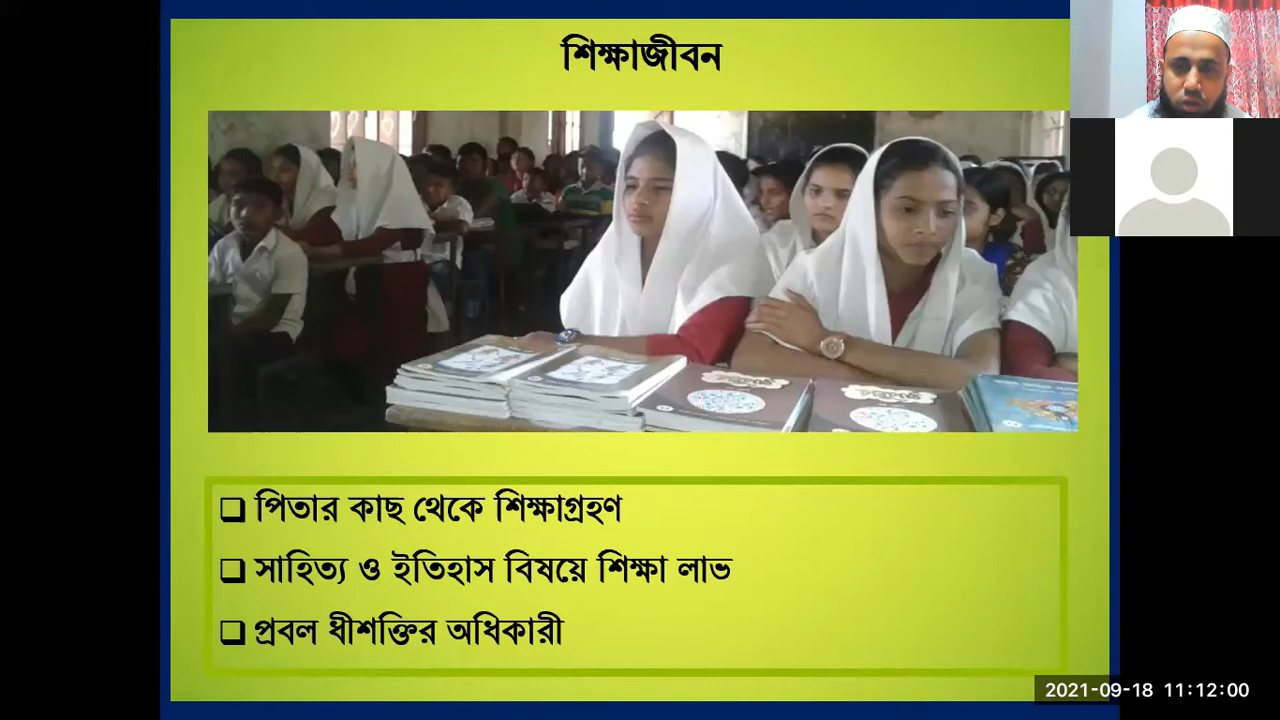 শিক্ষাজীবন
পিতার কাছ থেকে শিক্ষাগ্রহণ
সাহিত্য ও ইতিহাস বিষয়ে শিক্ষা লাভ
প্রবল ধীশক্তির অধিকারী
2021-09-18 11:12:00